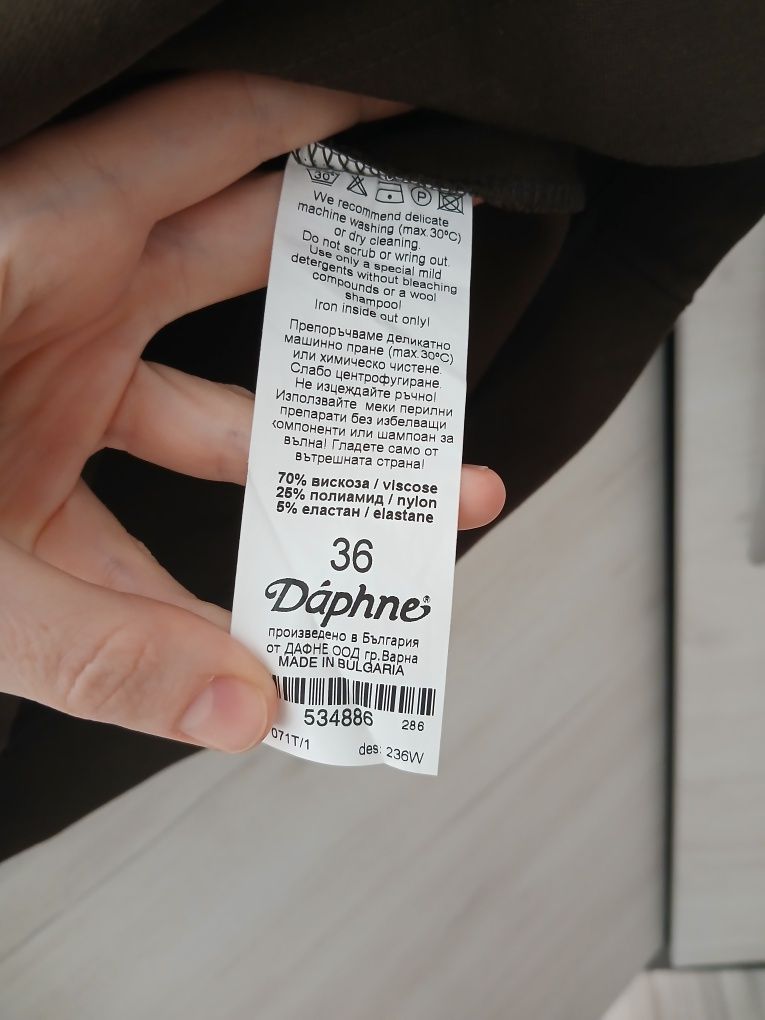 30°
P
We recommend delicate
machine washing (max 30°C)
or dry cleaning.
Do not scrub or wring out.
Use only a special mild
detergents without bleaching
compounds or a wool
shampoo!
Iron inside out only!
Препоръчваме деликатно
машинно пране (max.30°C)
или химическо чистене.
Слабо центрофугиране.
Не изцеждайте ръчно!
Използвайте меки перилни
препарати без избелващи
компоненти или шампоан за
вълна! Гладете само от
вътрешната страна!
70% вискоза / viscose
25% полиамид / nylon
5% еластан / elastane
36
Dáphne®
произведено в България
от ДАФНЕ ООД гр.Варна
MADE IN BULGARIA
534886 286
071T/1 des: 236W